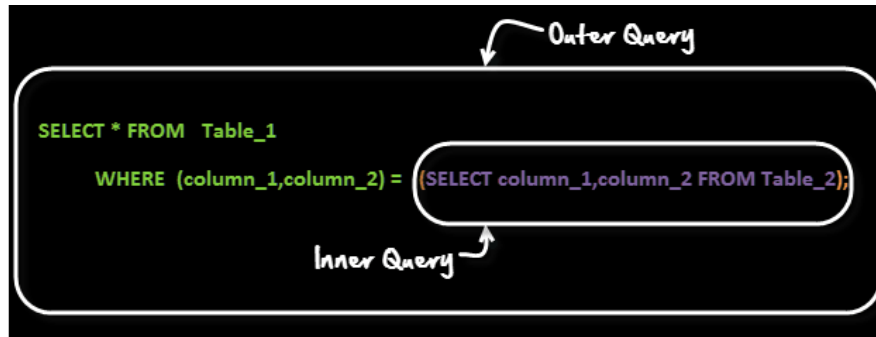 Outer Query
SELECT * FROM Table_1
WHERE (column_1,column_2) = (SELECT column_1,column_2 FROM Table_2);
Inner Query